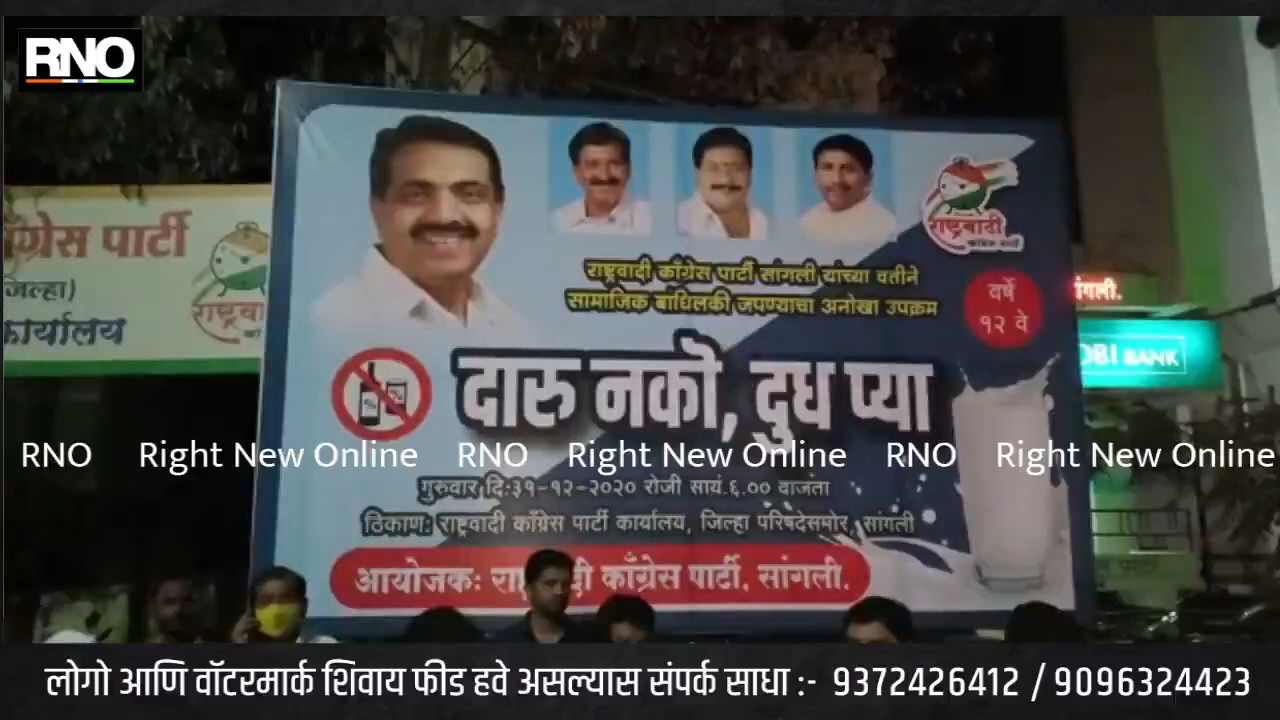 RNO
राष्ट्रवादी
काँग्रेस पार्टी
राष्ट्रवादी काँग्रेस पार्टी सांगली यांच्या वतीने
सामाजिक बांधिलकी जपण्याचा अनोखा उपक्रम
वर्षे
१२ वे
ॉंग्रेस पार्टी
जिल्हा)
कार्यालय
ांगली.
DBI BANK
दारु नको, दुध प्या
RNO Right New Online RNO Right New Online RNO Right New Online
गुरुवार दि:३१-१२-२०२० रोजी सायं.६.०० वाजता
ठिकाण: राष्ट्रवादी काँग्रेस पार्टी कार्यालय, जिल्हा परिषदेसमोर, सांगली
आयोजक: रा दी काँग्रेस पार्टी. सांगली.
लोगो आणि वॉटरमार्क शिवाय फीड हवे असल्यास संपर्क साधा :- 9372426412 / 9096324423